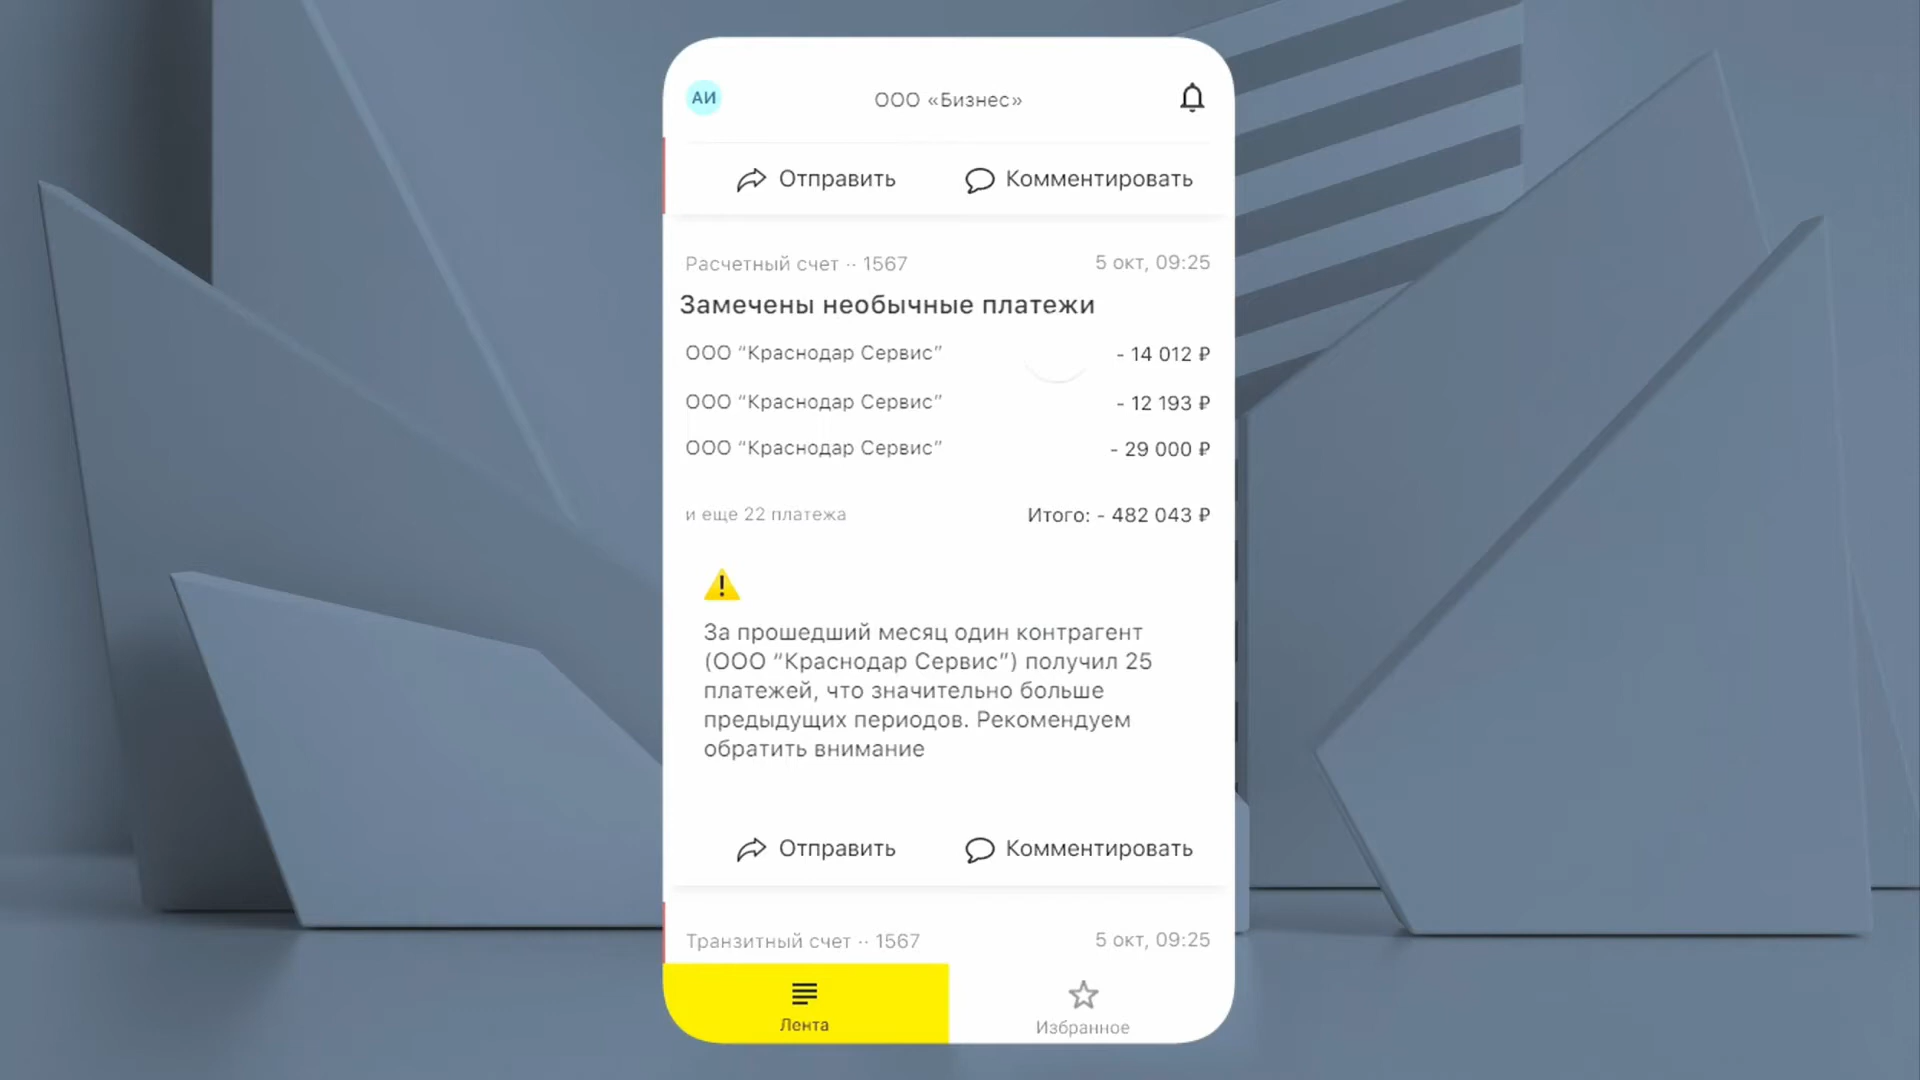 АИ
ООО «Бизнес»
Отправить
Комментировать
Расчетный счет ·· 1567
5 окт, 09:25
Замечены необычные платежи
ООО “Краснодар Сервис”
- 14 012 ₽
ООО “Краснодар Сервис”
- 12 193 ₽
ООО “Краснодар Сервис”
- 29 000 ₽
и еще 22 платежа
Итого: - 482 043 ₽
За прошедший месяц один контрагент
(ООО “Краснодар Сервис”) получил 25
платежей, что значительно больше
предыдущих периодов. Рекомендуем
обратить внимание
Отправить
Комментировать
Транзитный счет ·· 1567
5 окт, 09:25
Лента
Избранное